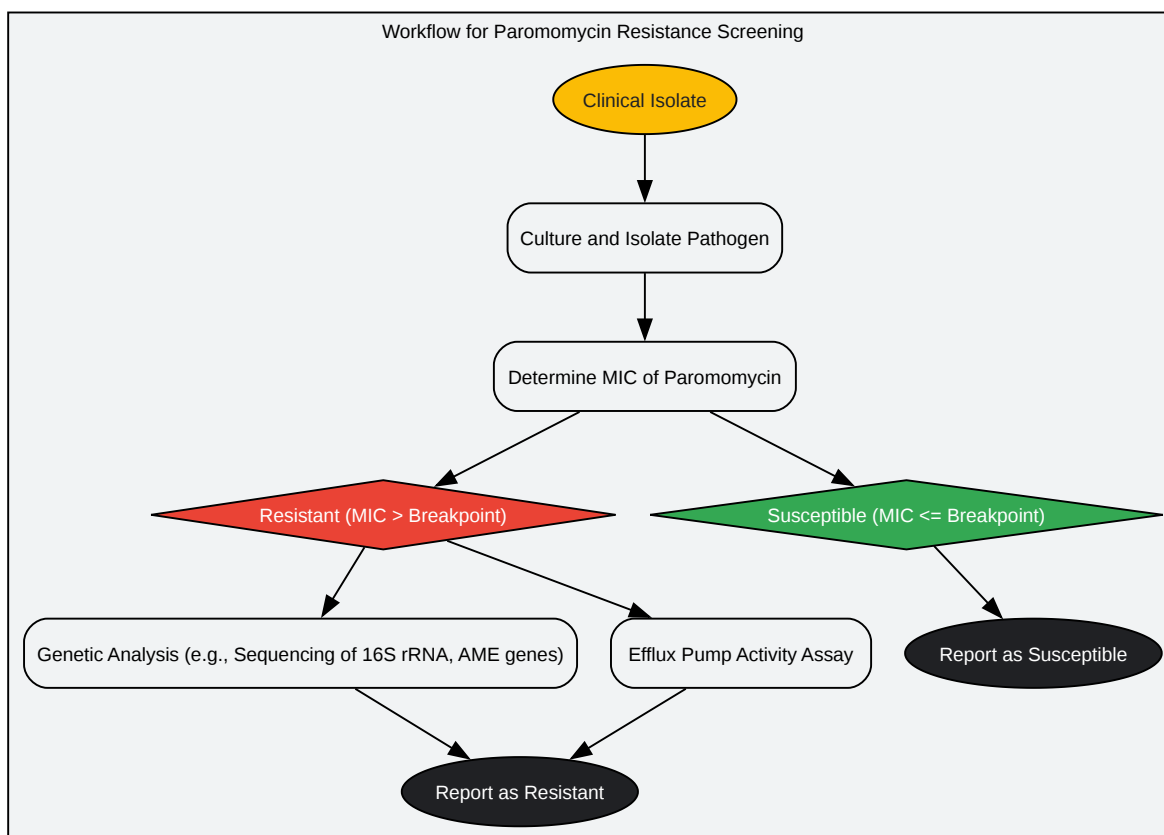 Workflow for Paromomycin Resistance Screening
Clinical Isolate
Culture and Isolate Pathogen
Determine MIC of Paromomycin
Resistant (MIC > Breakpoint)
Susceptible (MIC <= Breakpoint)
Genetic Analysis (e.g., Sequencing of 16S rRNA, AME genes)
Efflux Pump Activity Assay
Report as Susceptible
Report as Resistant